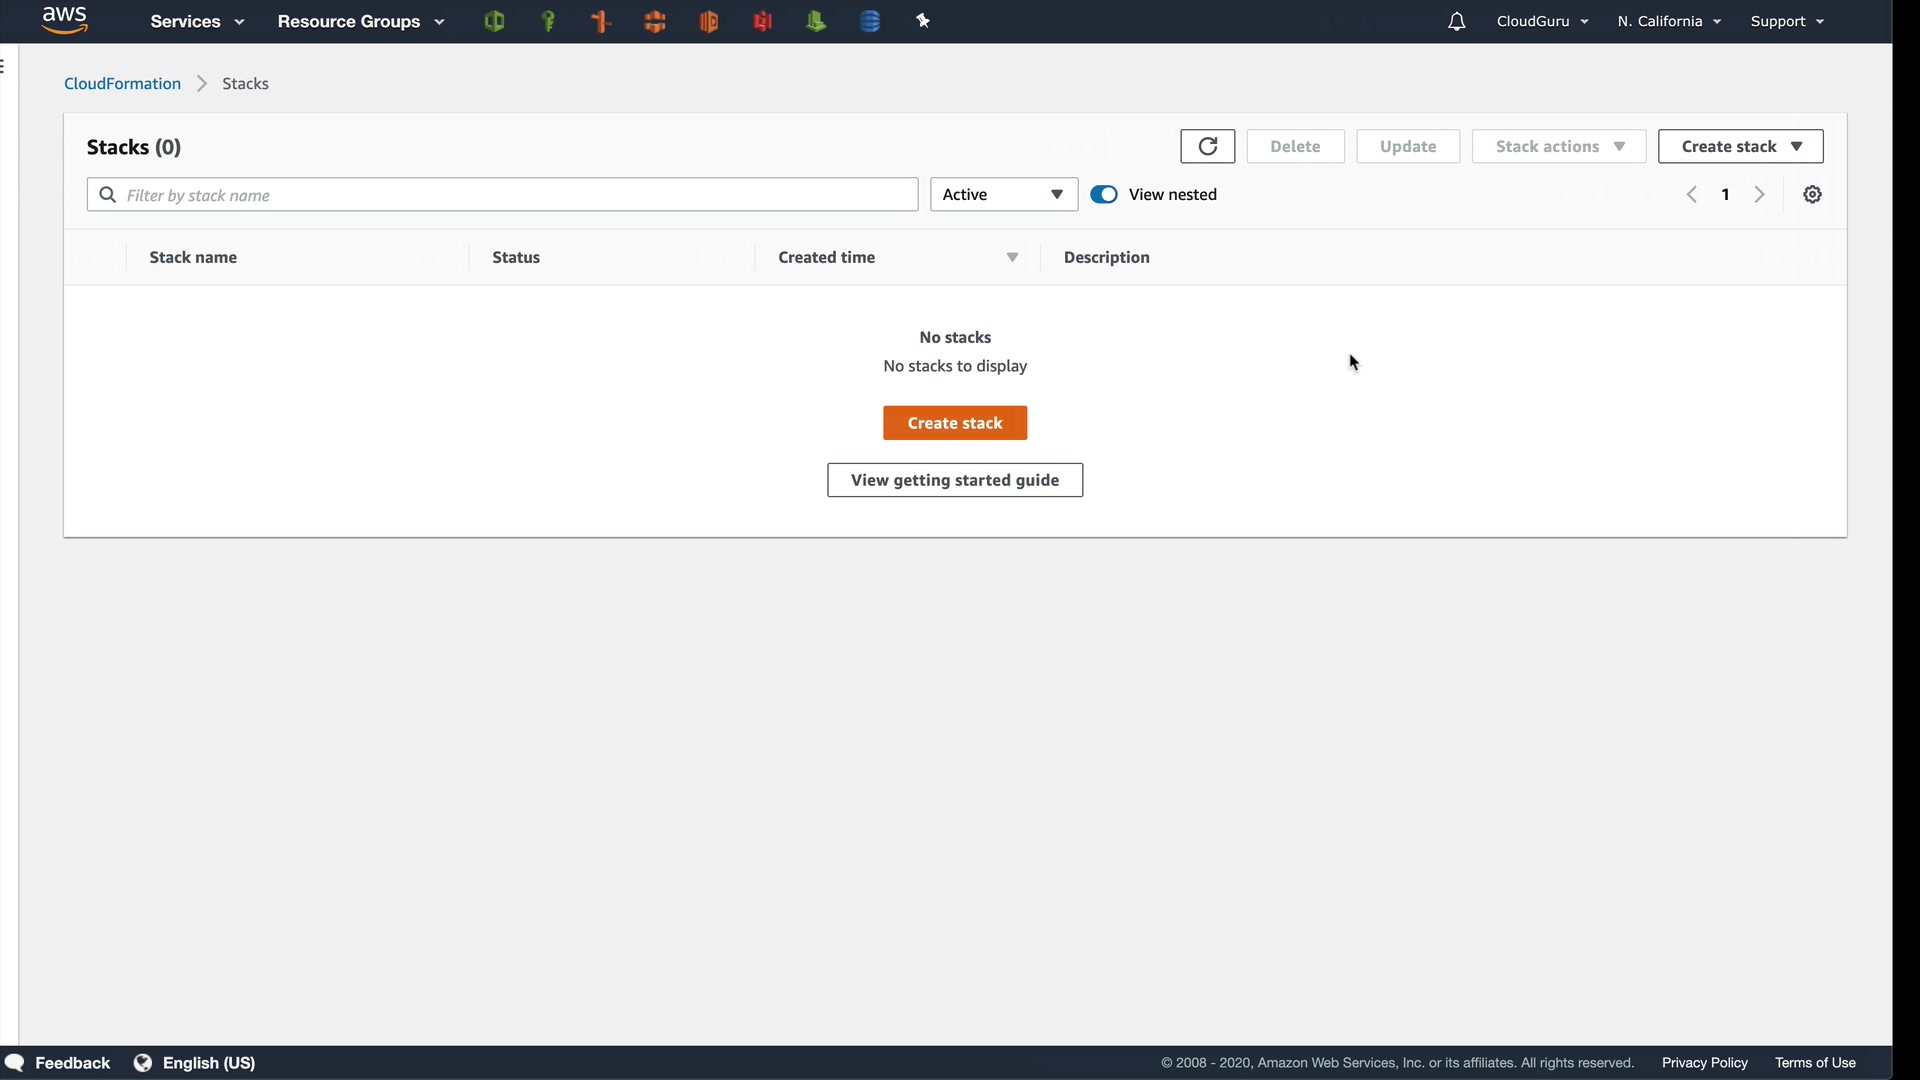 aws Services Resource Groups CloudGuru N. California Support
CloudFormation Stacks
Stacks (0) Delete Update Stack actions Create stack
Filter by stack name Active View nested 1
Stack name Status Created time Description
No stacks
No stacks to display
Create stack
View getting started guide
Feedback English (US) © 2008 - 2020, Amazon Web Services, Inc. or its affiliates. All rights reserved. Privacy Policy Terms of Use